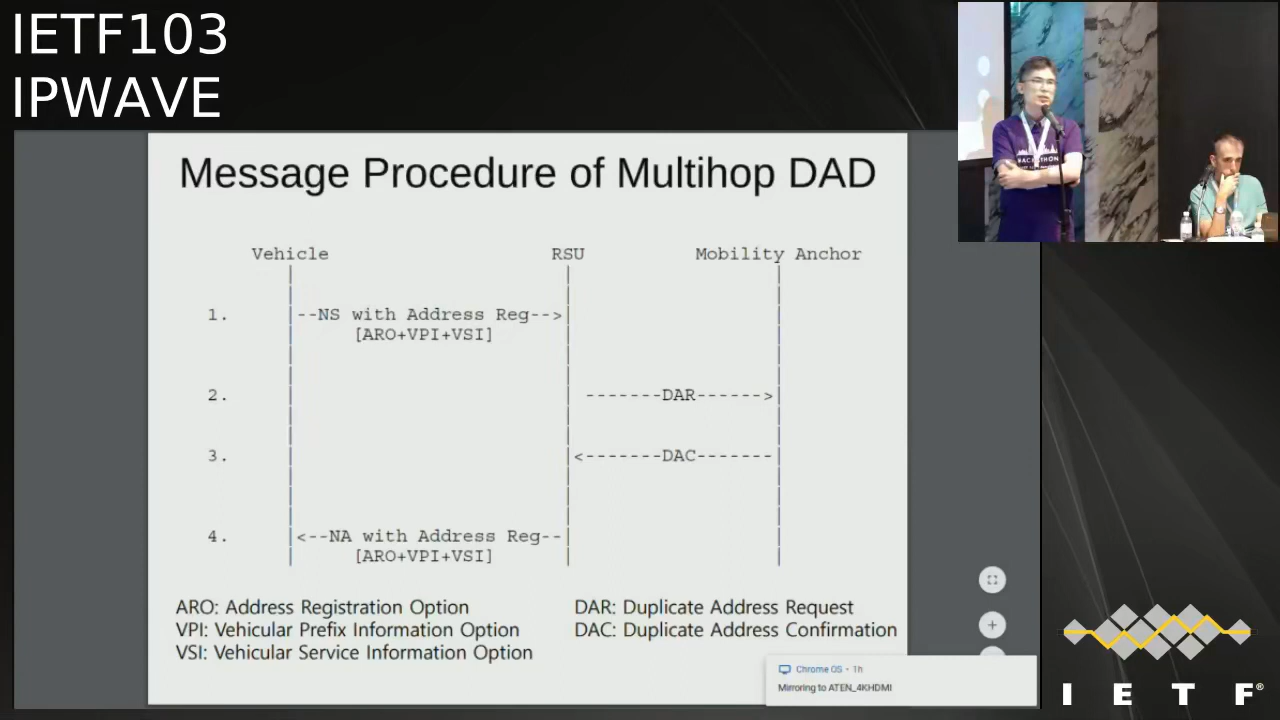 IETF103
IPWAVE
Message Procedure of Multihop DAD
Vehicle RSU Mobility Anchor
1. --NS with Address Reg-->
[ARO+VPI+VSI]
2. -------DAR------>
3. <-------DAC-------
4. <--NA with Address Reg--
[ARO+VPI+VSI]
ARO: Address Registration Option
VPI: Vehicular Prefix Information Option
VSI: Vehicular Service Information Option
DAR: Duplicate Address Request
DAC: Duplicate Address Confirmation
Chrome OS • 1h
Mirroring to ATEN_4KHDMI
HACKATHON
I E T F®